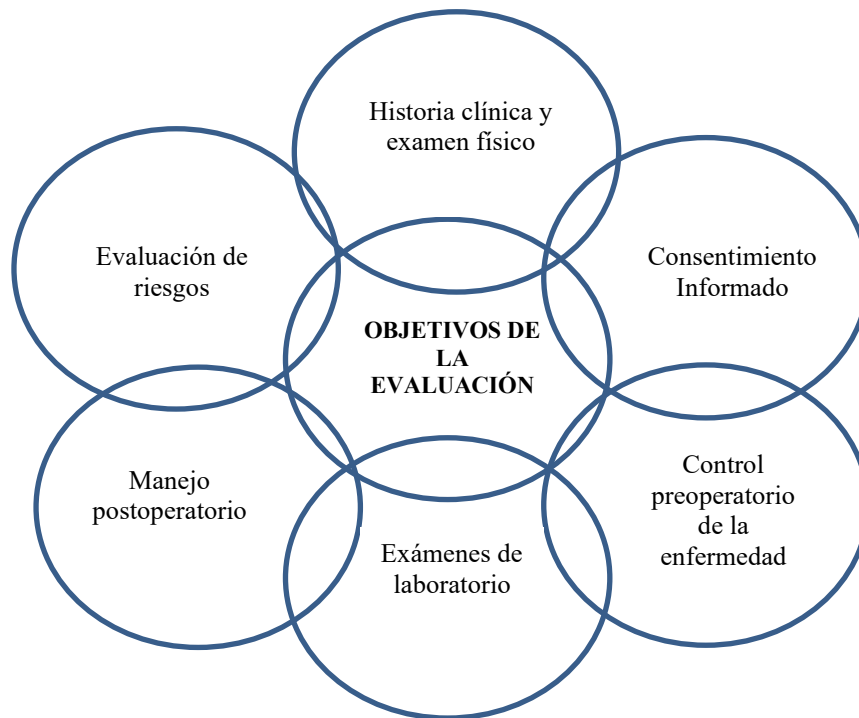 Historia clínica y
examen físico
Evaluación de
riesgos
Consentimiento
Informado
OBJETIVOS DE
LA
EVALUACIÓN
Manejo
postoperatorio
Control
preoperatorio
de la
enfermedad
Exámenes de
laboratorio